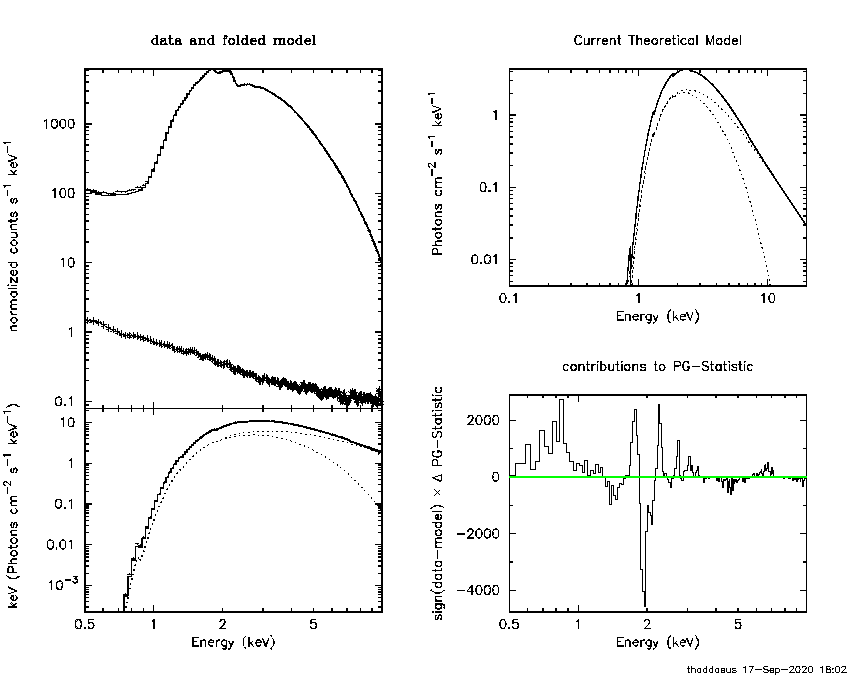 data and folded model
normalized counts s⁻¹ keV⁻¹
1000
100
10
1
0.1
keV (Photons cm⁻² s⁻¹ keV⁻¹)
10
1
0.1
0.01
10⁻³
0.5
1
2
5
Energy (keV)
Current Theoretical Model
Photons cm⁻² s⁻¹ keV⁻¹
1
0.1
0.01
0.1
1
10
Energy (keV)
contributions to PG-Statistic
sign(data-model) × Δ PG-Statistic
2000
0
-2000
-4000
0.5
1
2
5
Energy (keV)
thaddaeus 17-Sep-2020 18:02